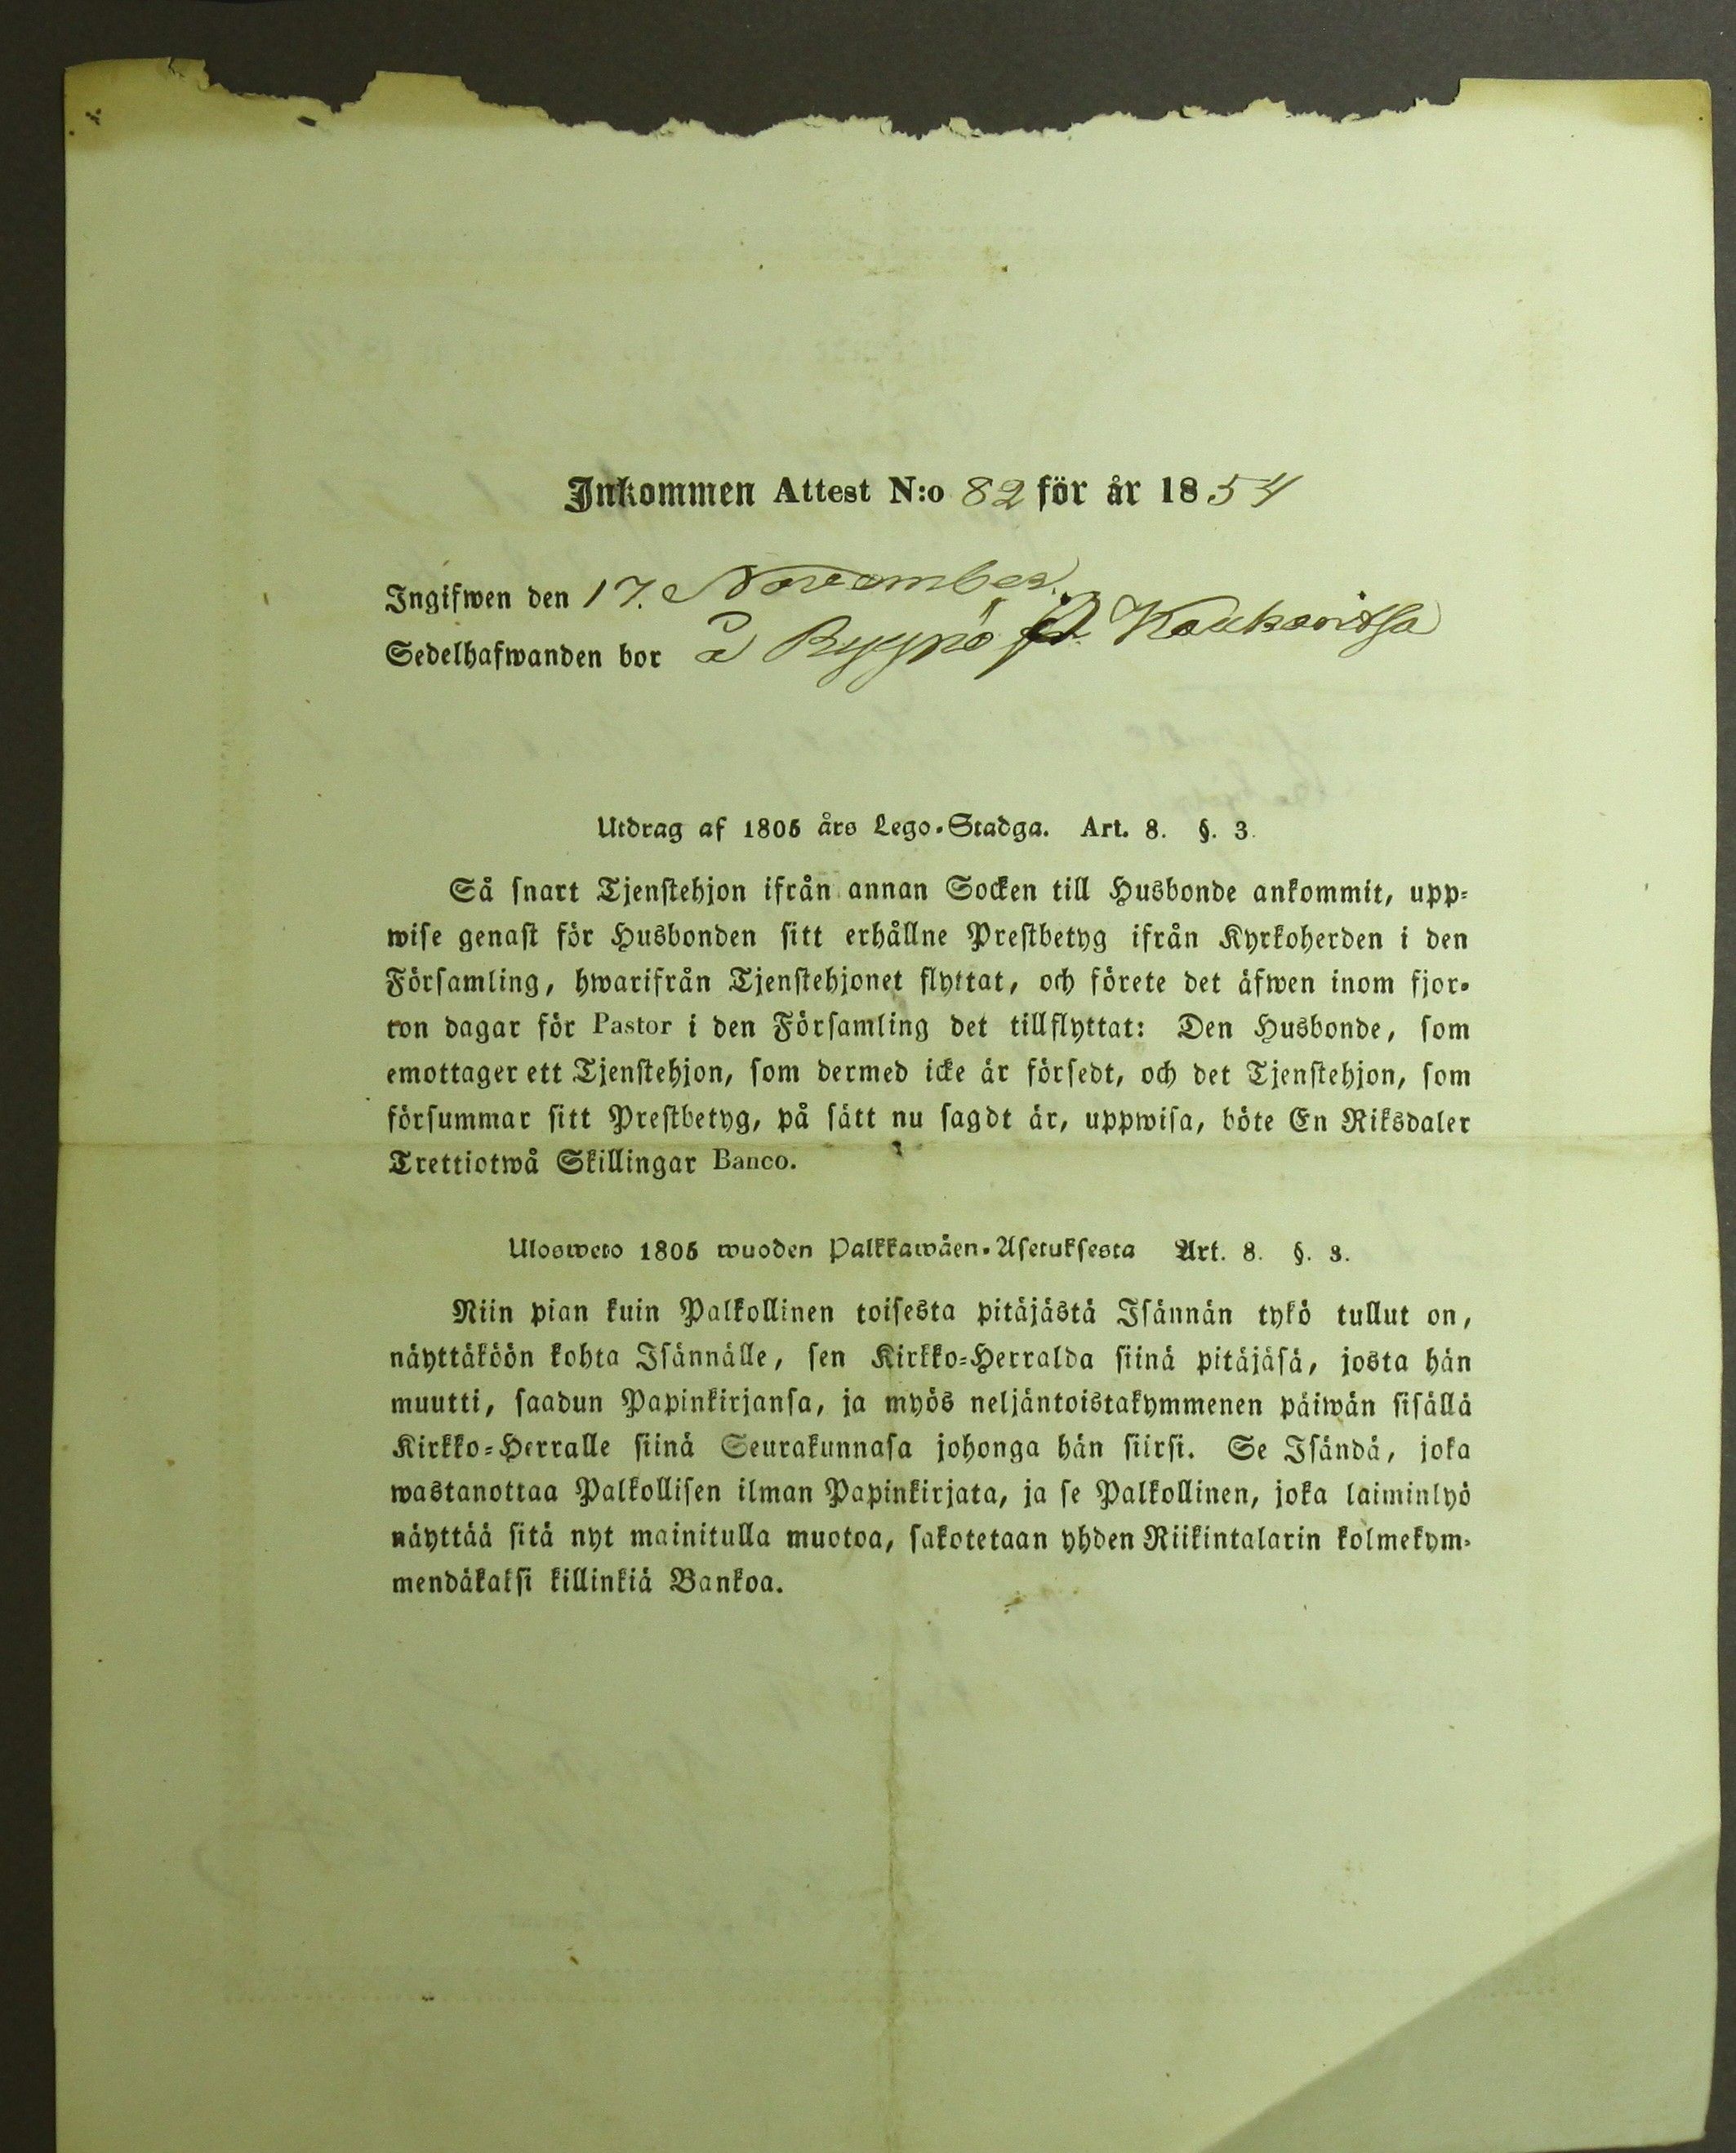 Inkommen Attest N:o 82 för år 1854
Ingifwen den 17. November.
Sedelhafwanden bor å Ryypö Kaukaritsa
Utdrag af 1805 års Lego-Stadga. Art. 8. §. 3.
Så snart Tjenstehjon ifrån annan Socken till Husbonde ankommit, upp-
wise genast för Husbonden sitt erhållne Prestbetyg ifrån Kyrkoherden i den
Församling, hwarifrån Tjenstehjonet flyttat, och förete det äfwen inom fjor-
ton dagar för Pastor i den Församling det tillflyttat: Den Husbonde, som
emottager ett Tjenstehjon, som dermed icke är försedt, och det Tjenstehjon, som
försummar sitt Prestbetyg, på sätt nu sagdt är, uppwisa, böte En Riksdaler
Trettiotwå Skillingar Banco.
Ulosweto 1805 wuoden Palkkawäen-Asetuksesta Art. 8. §. 3.
Niin pian kuin Palkollinen toisesta pitäjästä Isännän tykö tullut on,
näyttäköön kohta Isännälle, sen Kirkko-Herralda siinä pitäjäsä, josta hän
muutti, saadun Papinkirjansa, ja myös neljäntoistakymmenen päiwän sisällä
Kirkko-Herralle siinä Seurakunnasa johonga hän siirsi. Se Isändä, joka
wastanottaa Palkollisen ilman Papinkirjata, ja se Palkollinen, joka laiminlyö
näyttää sitä nyt mainitulla muotoa, sakotetaan yhden Riikintalarin kolmekym-
mendäkaksi killinkiä Bankoa.